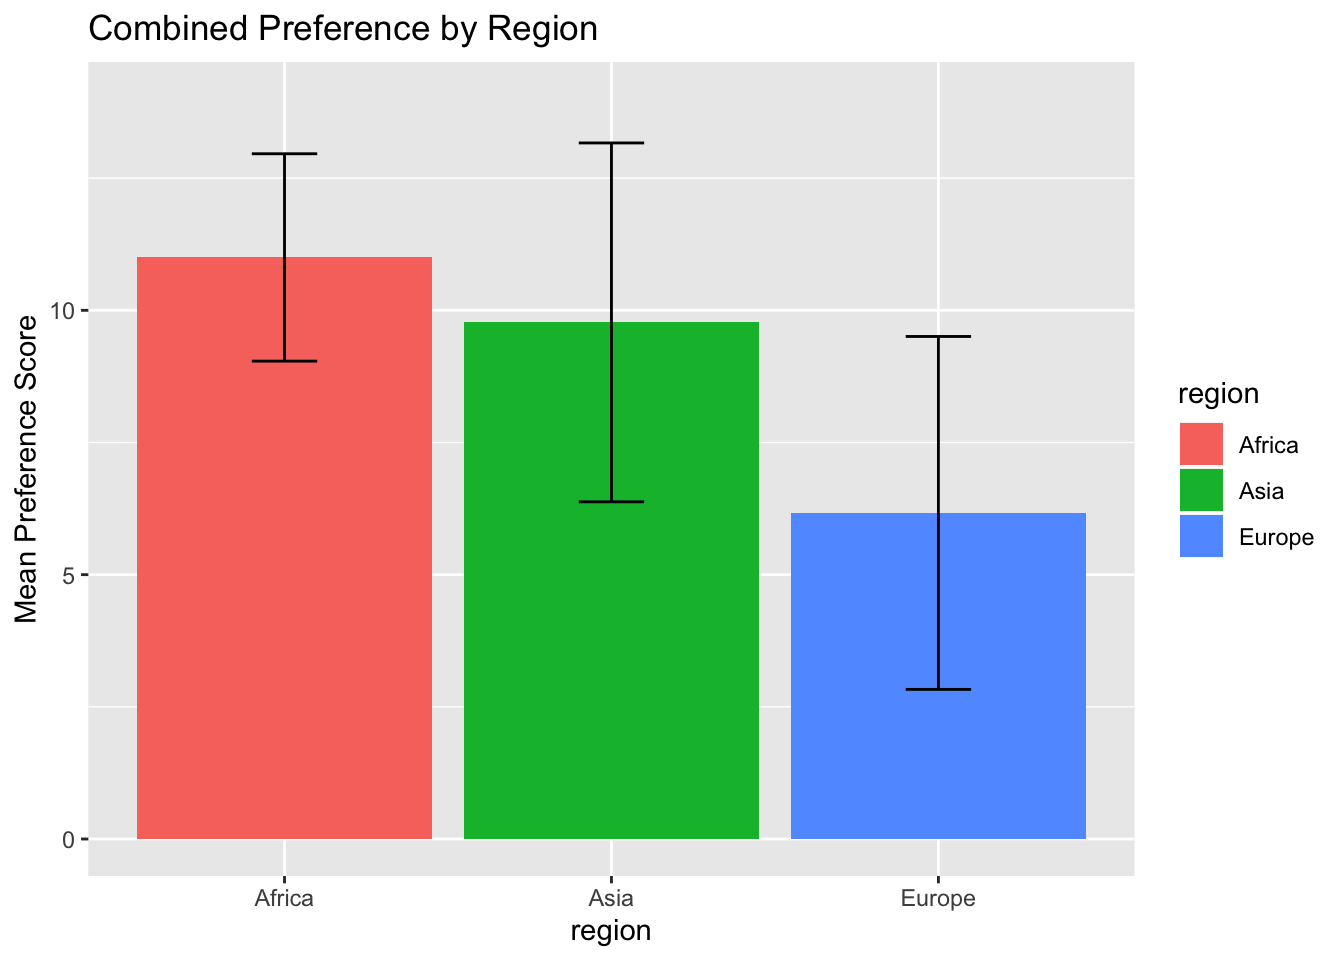 Combined Preference by Region
Mean Preference Score
10
5
0
Africa
Asia
Europe
region
region
Africa
Asia
Europe